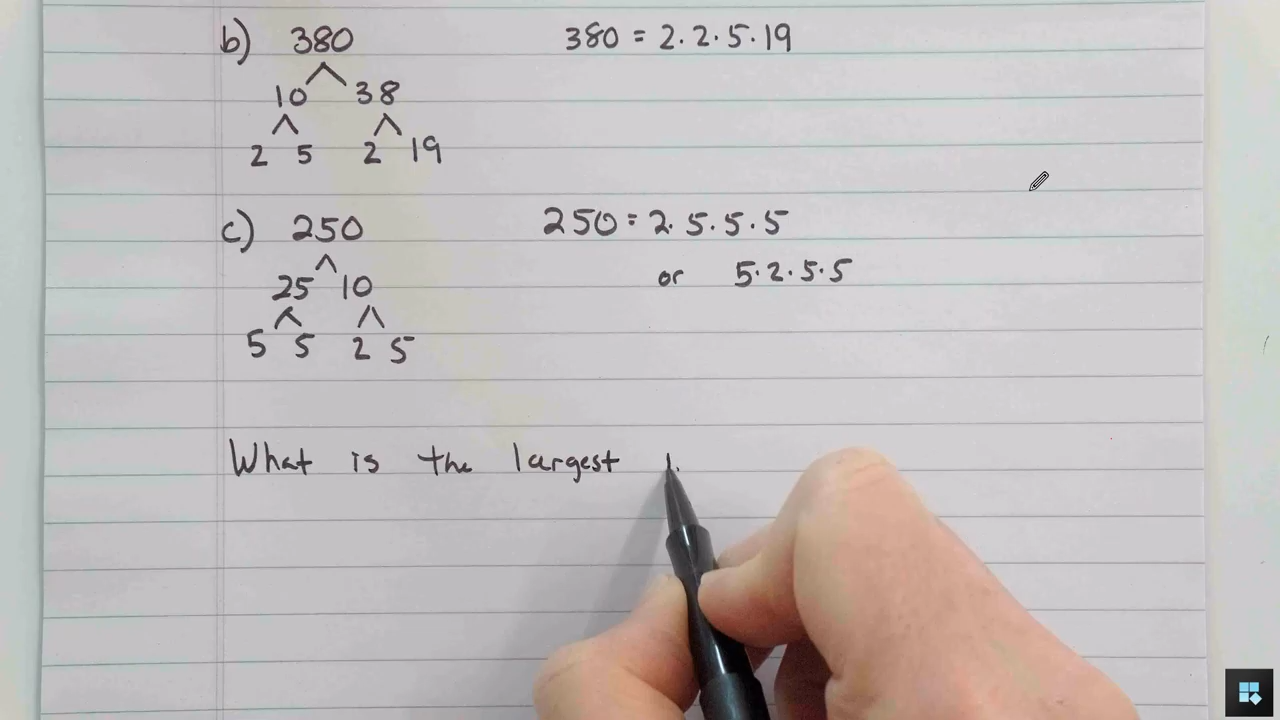 b) 380 380 = 2.2.5.19
10 38
2 5 2 19
c) 250 250 = 2.5.5.5
or 5.2.5.5
25 10
5 5 2 5
What is the largest